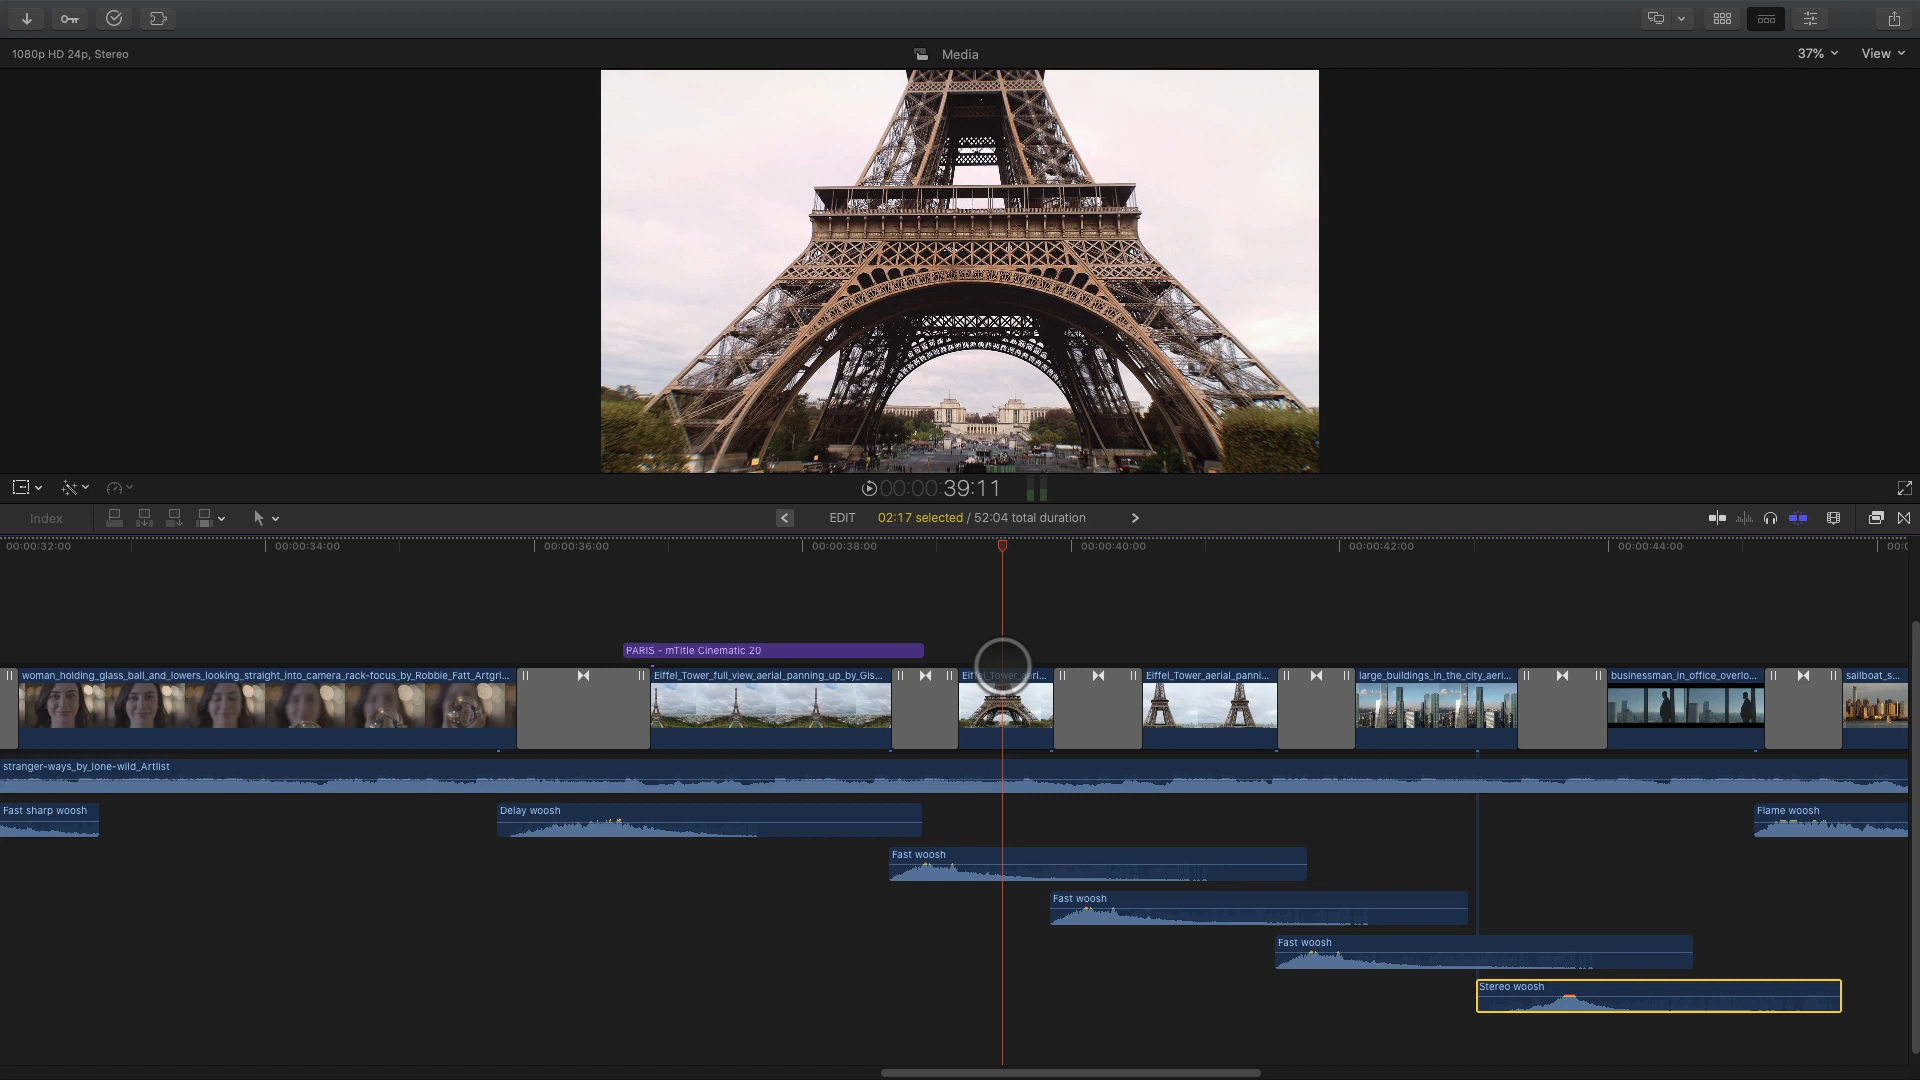 1080p HD 24p, Stereo
Media
37%
View
00:00:39:11
Index
EDIT
02:17 selected / 52:04 total duration
00:00:32:00
00:00:34:00
00:00:36:00
00:00:38:00
00:00:40:00
00:00:42:00
00:00:44:00
PARIS - mTitle Cinematic 20
woman_holding_glass_ball_and_lowers_looking_straight_into_camera_rack-focus_by_Robbie_Fatt_Artgri...
Eiffel_Tower_full_view_aerial_panning_up_by_Gis...
Eiffel_Tower_aeri...
Eiffel_Tower_aerial_panni...
large_buildings_in_the_city_aeri...
businessman_in_office_overlo...
sailboat_s...
stranger-ways_by_lone-wild_Artlist
Fast sharp woosh
Delay woosh
Flame woosh
Fast woosh
Fast woosh
Fast woosh
Stereo woosh